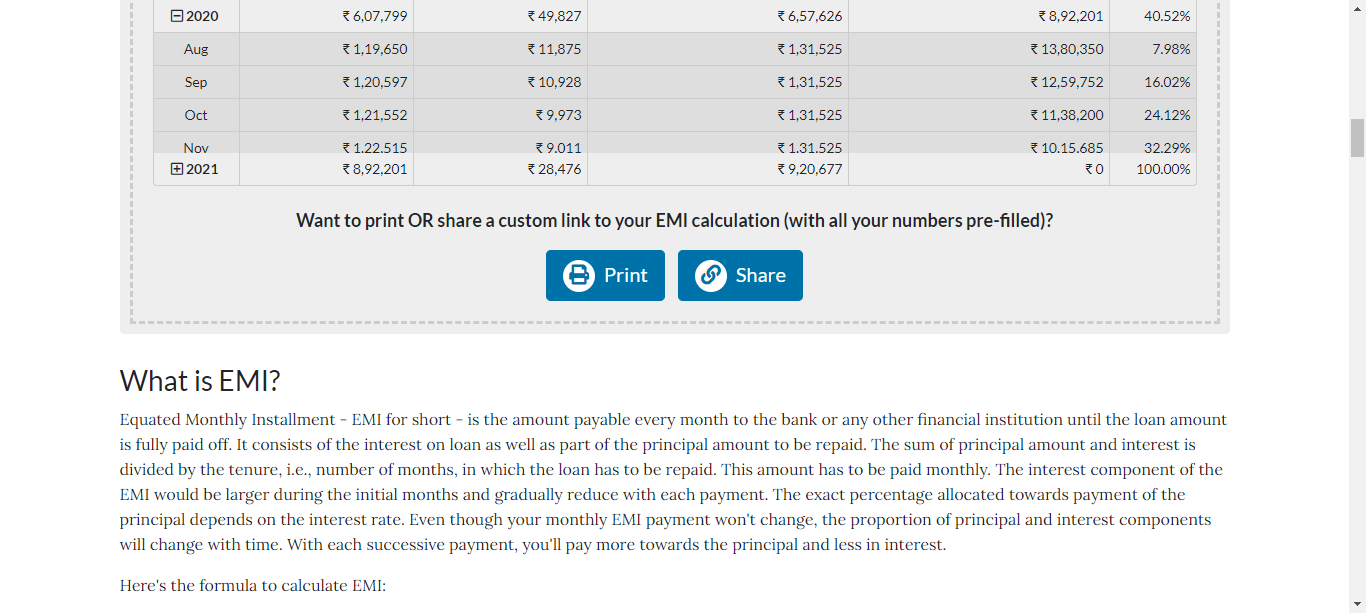 2020 ₹ 6,07,799 ₹ 49,827 ₹ 6,57,626 ₹ 8,92,201 40.52%
Aug ₹ 1,19,650 ₹ 11,875 ₹ 1,31,525 ₹ 13,80,350 7.98%
Sep ₹ 1,20,597 ₹ 10,928 ₹ 1,31,525 ₹ 12,59,752 16.02%
Oct ₹ 1,21,552 ₹ 9,973 ₹ 1,31,525 ₹ 11,38,200 24.12%
Nov ₹ 1,22,515 ₹ 9,011 ₹ 1,31,525 ₹ 10,15,685 32.29%
2021 ₹ 8,92,201 ₹ 28,476 ₹ 9,20,677 ₹ 0 100.00%
Want to print OR share a custom link to your EMI calculation (with all your numbers pre-filled)?
Print Share
What is EMI?
Equated Monthly Installment - EMI for short - is the amount payable every month to the bank or any other financial institution until the loan amount
is fully paid off. It consists of the interest on loan as well as part of the principal amount to be repaid. The sum of principal amount and interest is
divided by the tenure, i.e., number of months, in which the loan has to be repaid. This amount has to be paid monthly. The interest component of the
EMI would be larger during the initial months and gradually reduce with each payment. The exact percentage allocated towards payment of the
principal depends on the interest rate. Even though your monthly EMI payment won't change, the proportion of principal and interest components
will change with time. With each successive payment, you'll pay more towards the principal and less in interest.
Here's the formula to calculate EMI: